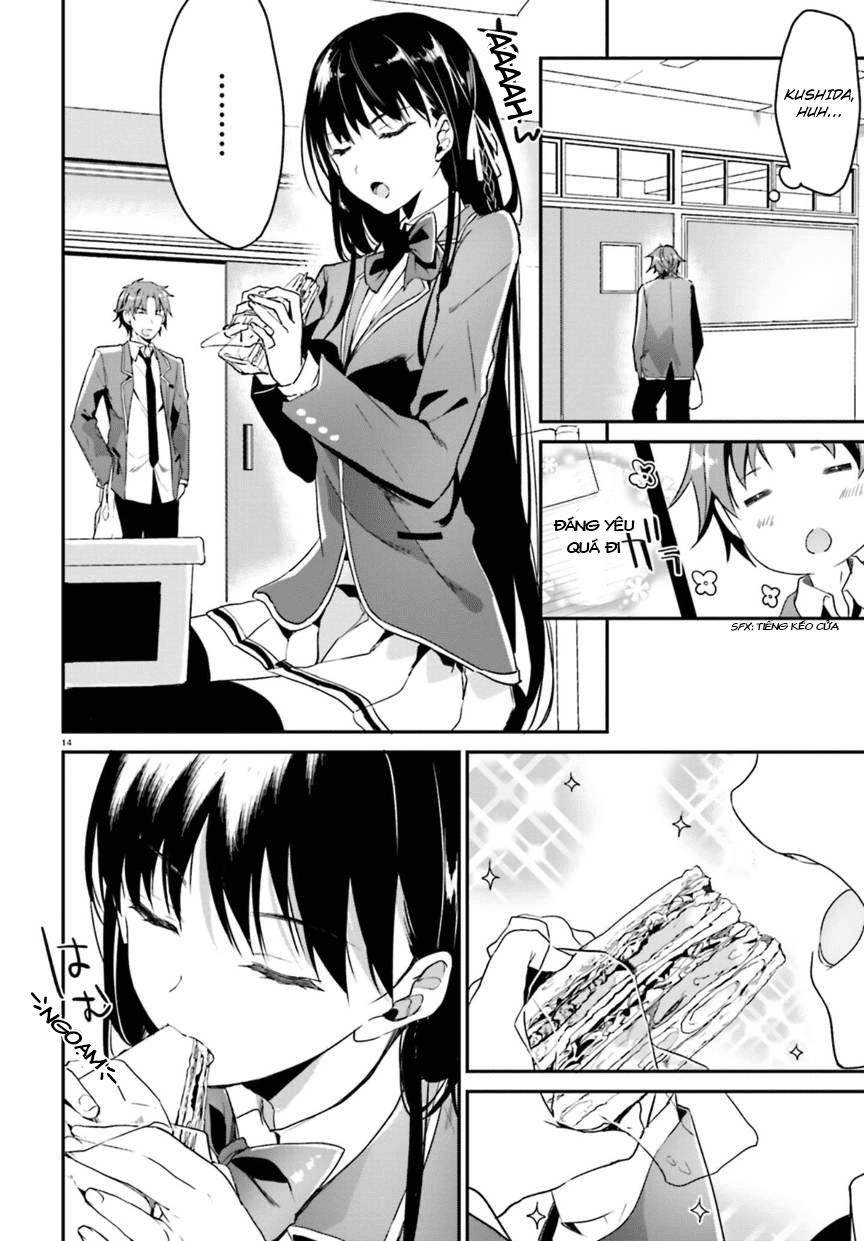 KUSHIDA,
HUH...
ĐÁNG YÊU
QUÁ ĐI
ガラ
SFX: TIẾNG KÉO CỬA
AAAAH
………
14
はむ
NGOẠM